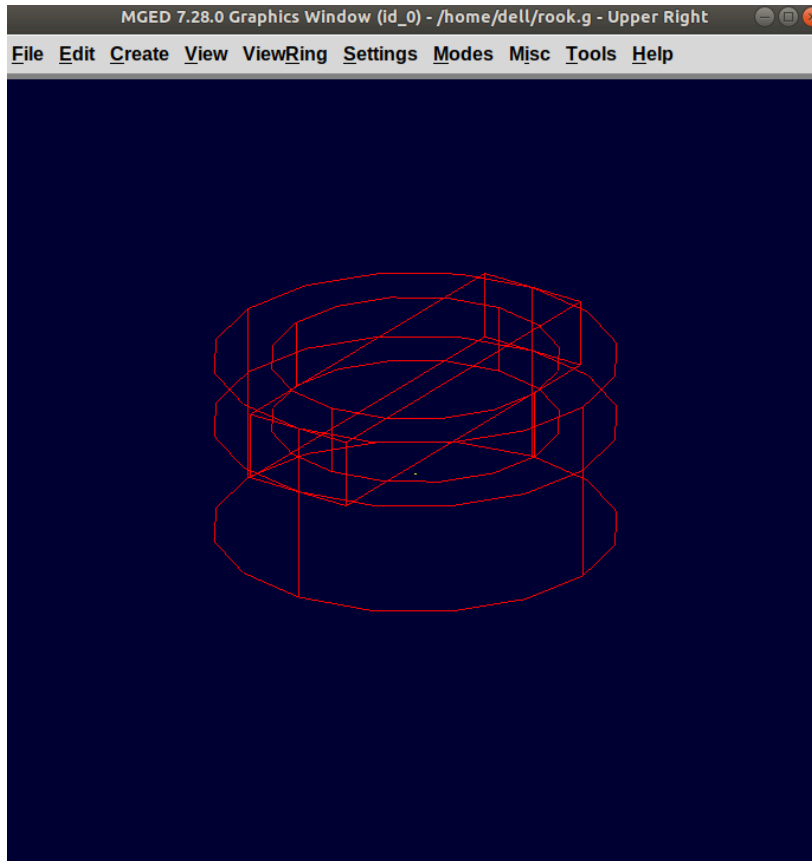 MGED 7.28.0 Graphics Window (id_0) - /home/dell/rook.g - Upper Right
File Edit Create View ViewRing Settings Modes Misc Tools Help